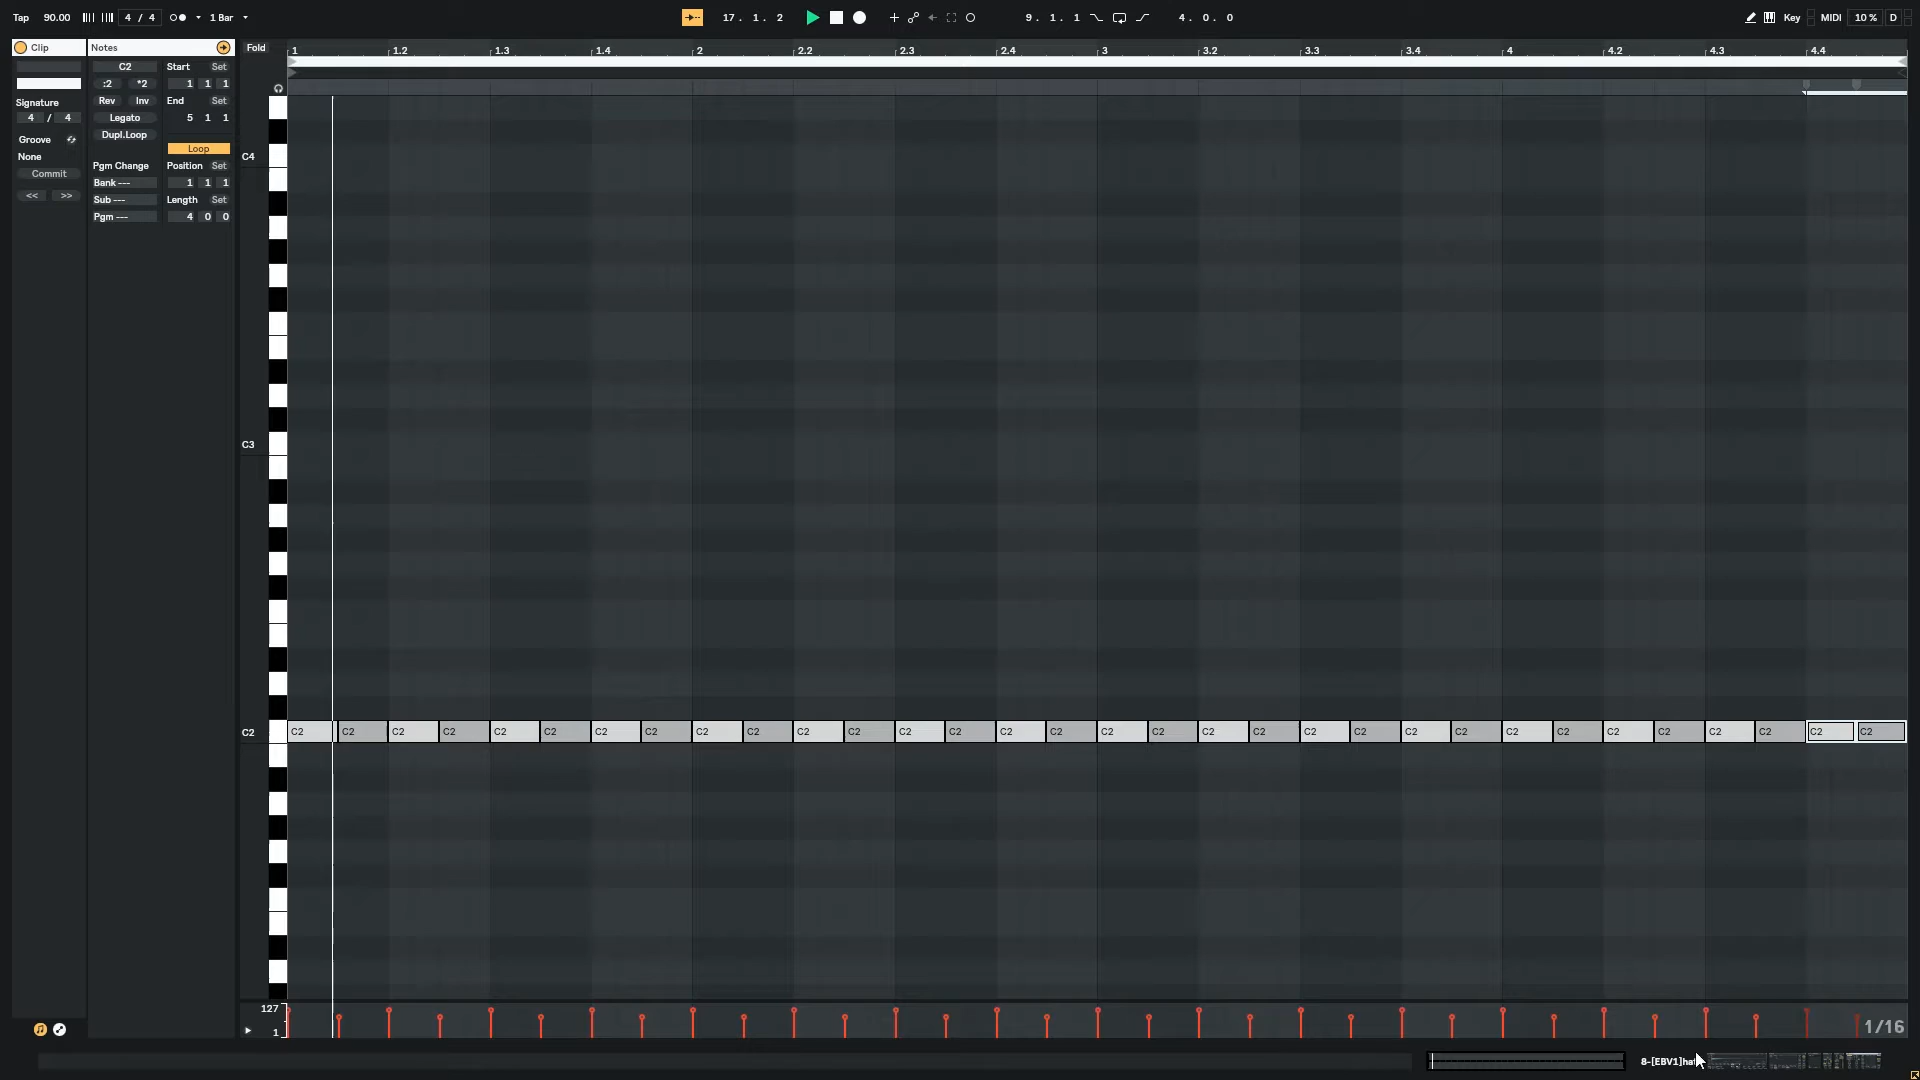 Tap 90.00 4 / 4 1 Bar 17. 1. 2 9. 1. 1 4. 0. 0 Key MIDI 10 % D
Clip Notes Fold 1 1.2 1.3 1.4 2 2.2 2.3 2.4 3 3.2 3.3 3.4 4 4.2 4.3 4.4
C2 Start Set
:2 *2 1 1 1
Signature Rev Inv End Set
4 / 4 Legato 5 1 1
Groove Dupl.Loop
None Loop
Commit Pgm Change Position Set
<< >> Bank --- 1 1 1
Sub --- Length Set
Pgm --- 4 0 0
C4
C3
C2 C2 C2 C2 C2 C2 C2 C2 C2 C2 C2 C2 C2 C2 C2 C2 C2 C2 C2 C2 C2 C2 C2 C2 C2 C2 C2 C2 C2 C2 C2 C2 C2
127
1 1/16